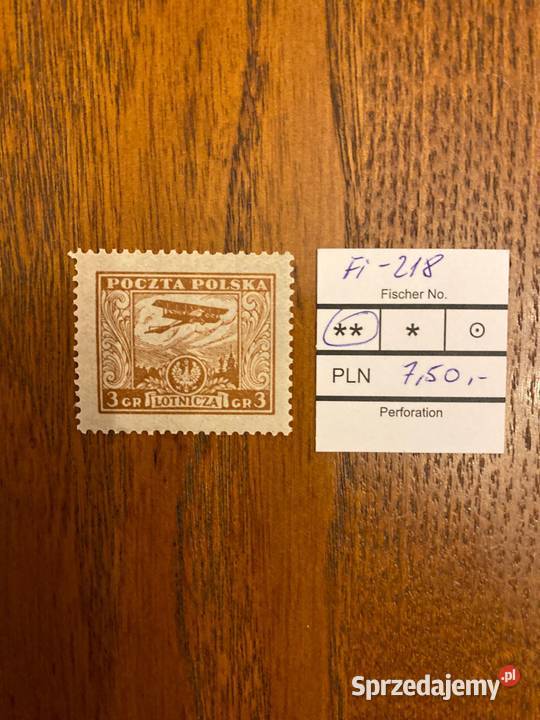 POCZTA POLSKA
3 GR LOTNICZA GR 3
Fi-218
Fischer No.
** * ⊙
PLN 7,50,-
Perforation
Sprzedajemy.pl